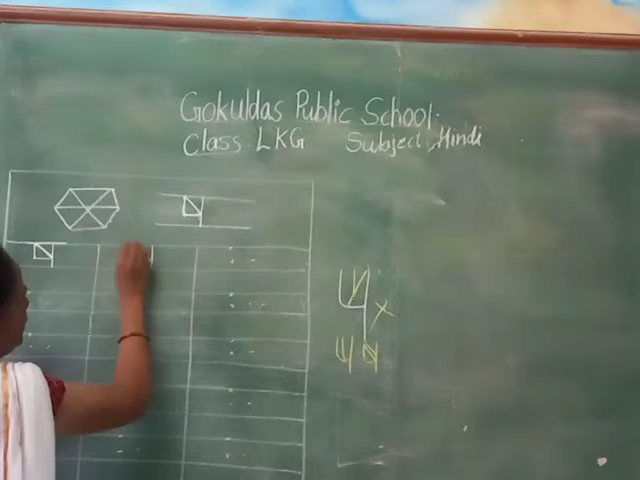 Gokuldas Public School.
Class. LKG Subject, Hindi
ष
ष
ष ×
प ष